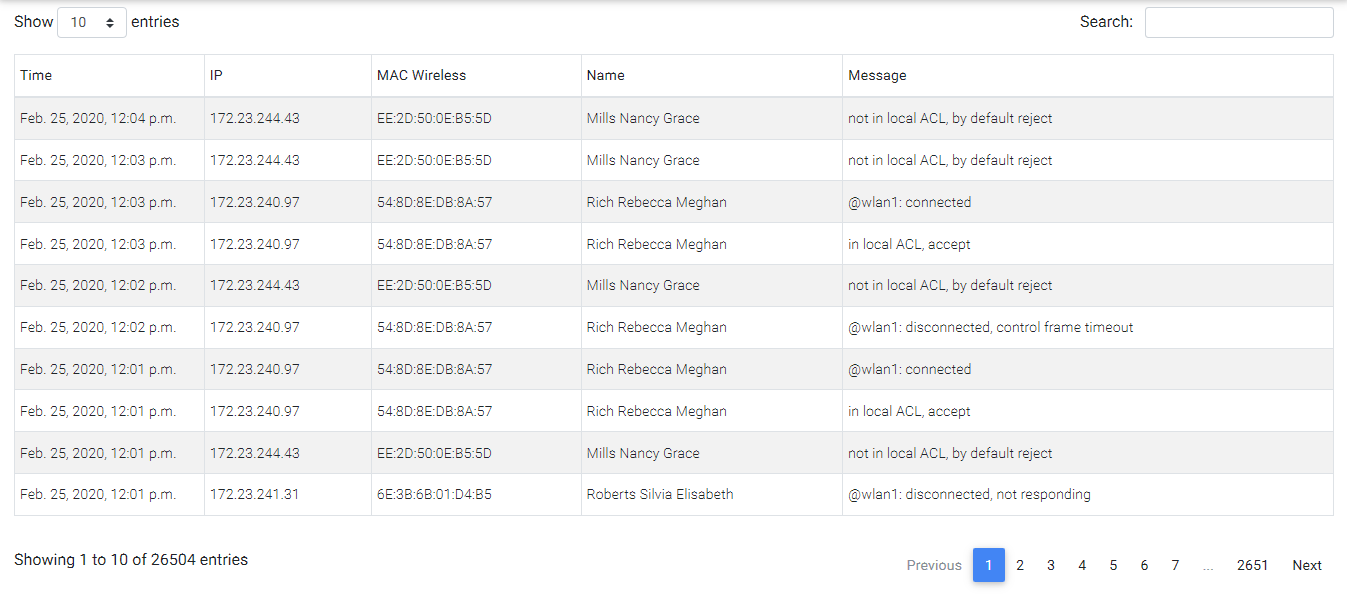 Show 10 entries Search:
Time IP MAC Wireless Name Message
Feb. 25, 2020, 12:04 p.m. 172.23.244.43 EE:2D:50:0E:B5:5D Mills Nancy Grace not in local ACL, by default reject
Feb. 25, 2020, 12:03 p.m. 172.23.244.43 EE:2D:50:0E:B5:5D Mills Nancy Grace not in local ACL, by default reject
Feb. 25, 2020, 12:03 p.m. 172.23.240.97 54:8D:8E:DB:8A:57 Rich Rebecca Meghan @wlan1: connected
Feb. 25, 2020, 12:03 p.m. 172.23.240.97 54:8D:8E:DB:8A:57 Rich Rebecca Meghan in local ACL, accept
Feb. 25, 2020, 12:02 p.m. 172.23.244.43 EE:2D:50:0E:B5:5D Mills Nancy Grace not in local ACL, by default reject
Feb. 25, 2020, 12:02 p.m. 172.23.240.97 54:8D:8E:DB:8A:57 Rich Rebecca Meghan @wlan1: disconnected, control frame timeout
Feb. 25, 2020, 12:01 p.m. 172.23.240.97 54:8D:8E:DB:8A:57 Rich Rebecca Meghan @wlan1: connected
Feb. 25, 2020, 12:01 p.m. 172.23.240.97 54:8D:8E:DB:8A:57 Rich Rebecca Meghan in local ACL, accept
Feb. 25, 2020, 12:01 p.m. 172.23.244.43 EE:2D:50:0E:B5:5D Mills Nancy Grace not in local ACL, by default reject
Feb. 25, 2020, 12:01 p.m. 172.23.241.31 6E:3B:6B:01:D4:B5 Roberts Silvia Elisabeth @wlan1: disconnected, not responding
Showing 1 to 10 of 26504 entries Previous 1 2 3 4 5 6 7 ... 2651 Next